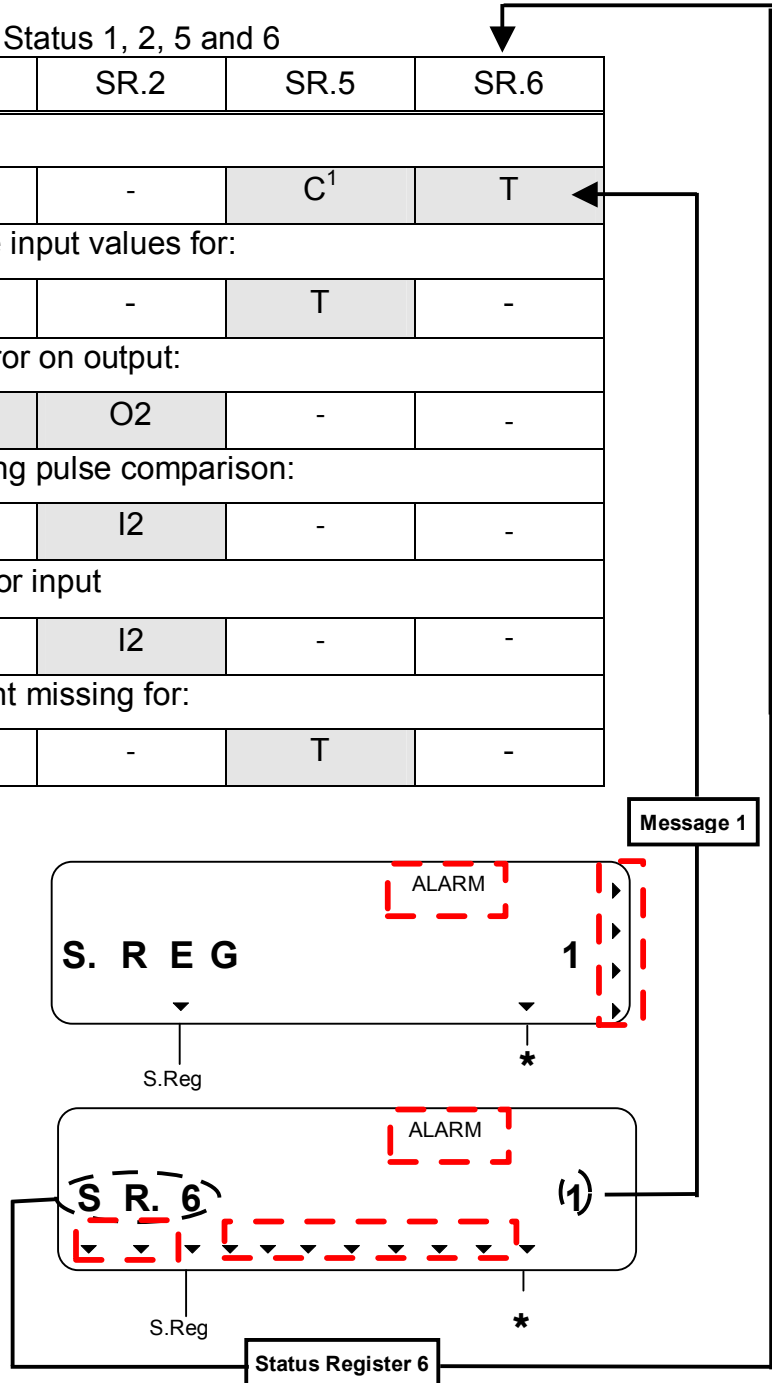 Status 1, 2, 5 and 6
SR.2 SR.5 SR.6
- C¹ T
input values for:
- T -
or on output:
O2 - -
ng pulse comparison:
I2 - -
or input
I2 - -
nt missing for:
- T -
Message 1
ALARM
S. R E G 1
S.Reg *
ALARM
S R. 6 (1)
S.Reg *
Status Register 6